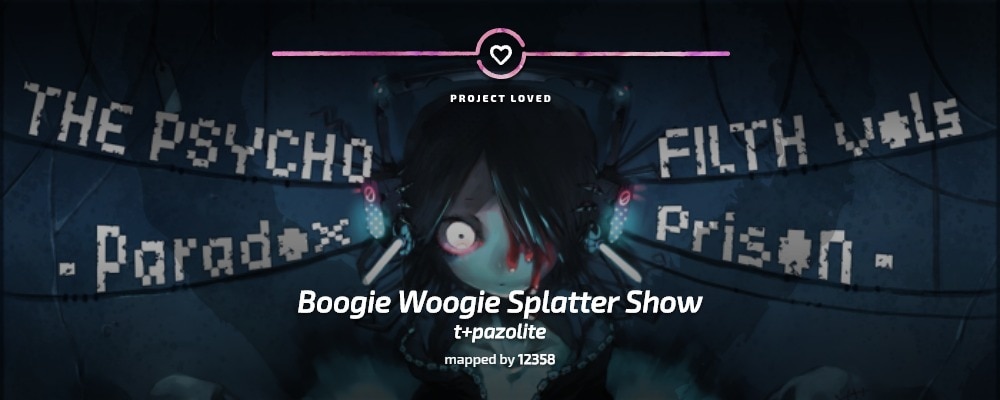 PROJECT LOVED
THE PSYCHO FILTH vols
- Paradox Prison -
Boogie Woogie Splatter Show
t+pazolite
mapped by 12358